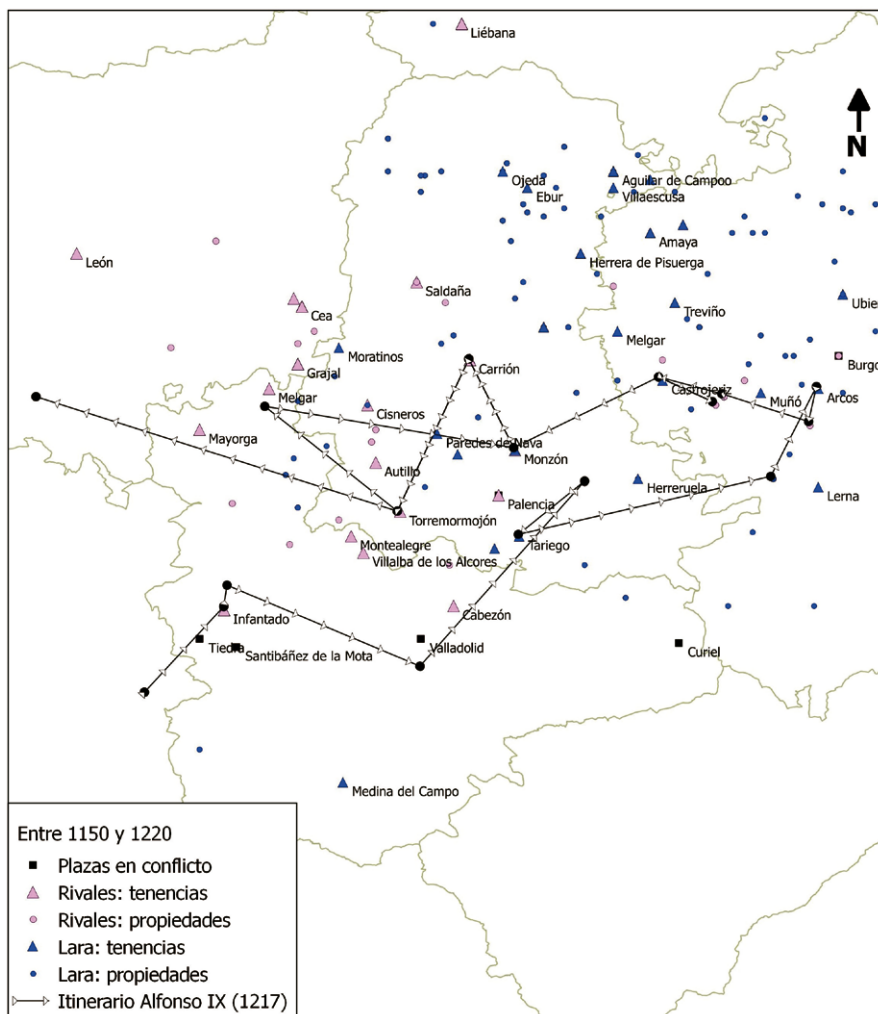 Liébana
N
Ojeda
Aguilar de Campoo
Ebur
Villaescusa
Amaya
León
Herrera de Pisuerga
Saldaña
Cea
Treviño
Ubier
Melgar
Moratinos
Burgo
Grajal
Carrión
Castrojeriz
Muñó
Arcos
Melgar
Cisneros
Mayorga
Paredes de Nava
Monzón
Autillo
Herreruela
Lerna
Palencia
Torremormojón
Montealegre
Tariego
Villalba de los Alcores
Cabezón
Infantado
Tiedra
Santibáñez de la Mota
Valladolid
Curiel
Medina del Campo
Entre 1150 y 1220
Plazas en conflicto
Rivales: tenencias
Rivales: propiedades
Lara: tenencias
Lara: propiedades
Itinerario Alfonso IX (1217)